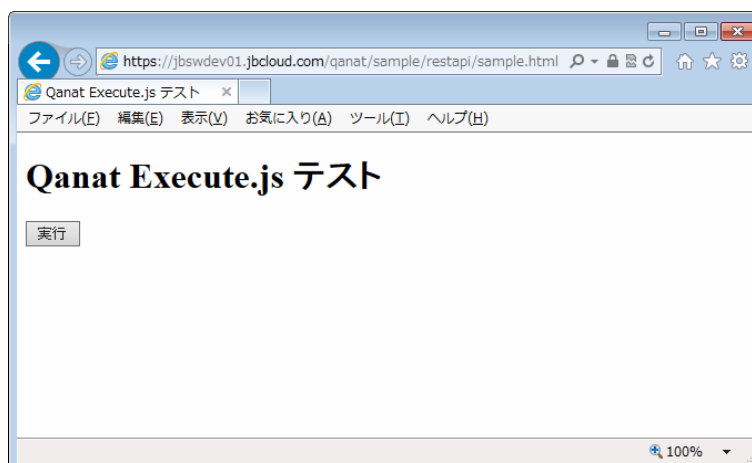 https://jbswdev01.jbcloud.com/qanat/sample/restapi/sample.html
Qanat Execute.js テスト
ファイル(F) 編集(E) 表示(V) お気に入り(A) ツール(T) ヘルプ(H)
Qanat Execute.js テスト
実行
100%